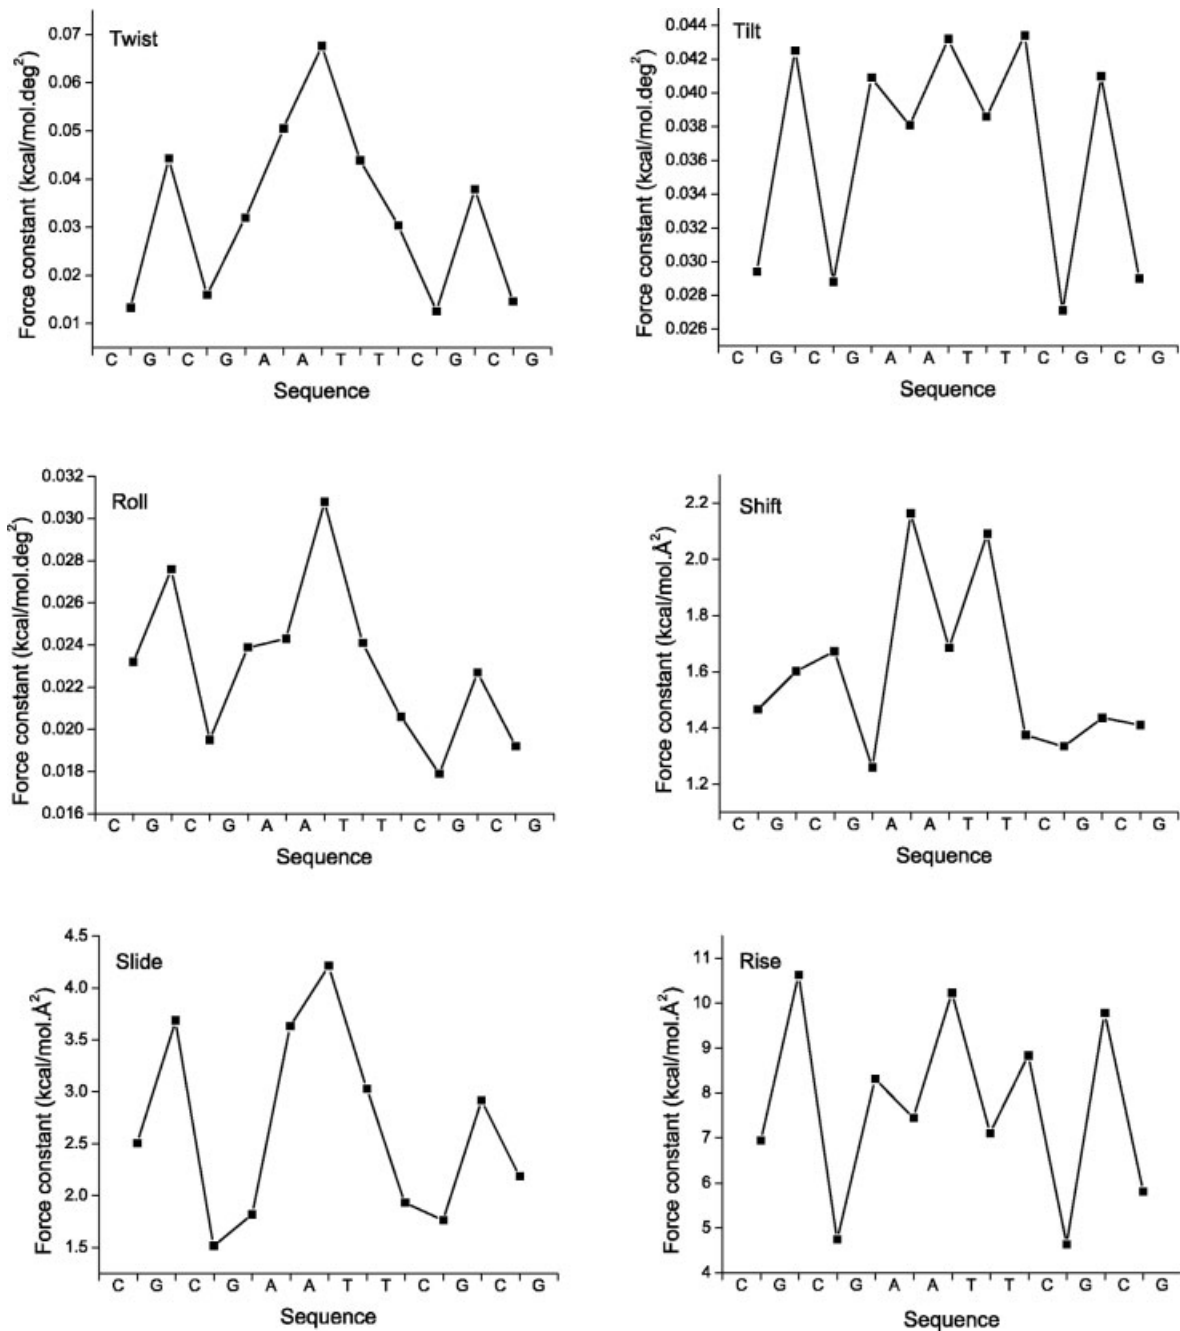 Twist
Force constant (kcal/mol.deg²)
0.07
0.06
0.05
0.04
0.03
0.02
0.01
C G C G A A T T C G C G
Sequence
Tilt
Force constant (kcal/mol.deg²)
0.044
0.042
0.040
0.038
0.036
0.034
0.032
0.030
0.028
0.026
C G C G A A T T C G C G
Sequence
Roll
Force constant (kcal/mol.deg²)
0.032
0.030
0.028
0.026
0.024
0.022
0.020
0.018
0.016
C G C G A A T T C G C G
Sequence
Shift
Force constant (kcal/mol.Å²)
2.2
2.0
1.8
1.6
1.4
1.2
C G C G A A T T C G C G
Sequence
Slide
Force constant (kcal/mol.Å²)
4.5
4.0
3.5
3.0
2.5
2.0
1.5
C G C G A A T T C G C G
Sequence
Rise
Force constant (kcal/mol.Å²)
11
10
9
8
7
6
5
4
C G C G A A T T C G C G
Sequence